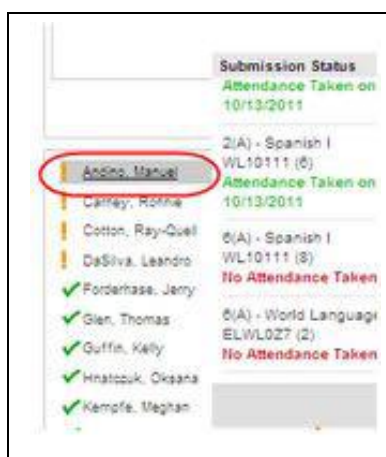 Submission Status
Attendance Taken on
10/13/2011
2(A) - Spanish I
WL10111 (6)
Attendance Taken on
10/13/2011
6(A) - Spanish I
WL10111 (8)
No Attendance Taken
6(A) - World Language
ELWL027 (2)
No Attendance Taken
Andino, Manuel
Carney, Ronnie
Cotton, Ray-Quell
DaSilva, Leandro
Forderhase, Jerry
Glen, Thomas
Guffin, Kelly
Hnatczuk, Oksana
Kempfe, Meghan